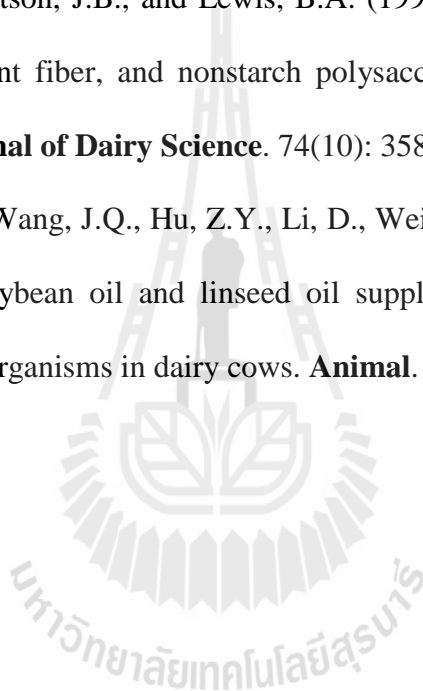 tson, J.B., and Lewis, B.A. (199
nt fiber, and nonstarch polysacc
nal of Dairy Science. 74(10): 358
Wang, J.Q., Hu, Z.Y., Li, D., Wei
ybean oil and linseed oil suppl
rganisms in dairy cows. Animal.
มหาวิทยาลัยเทคโนโลยีสุรนารี